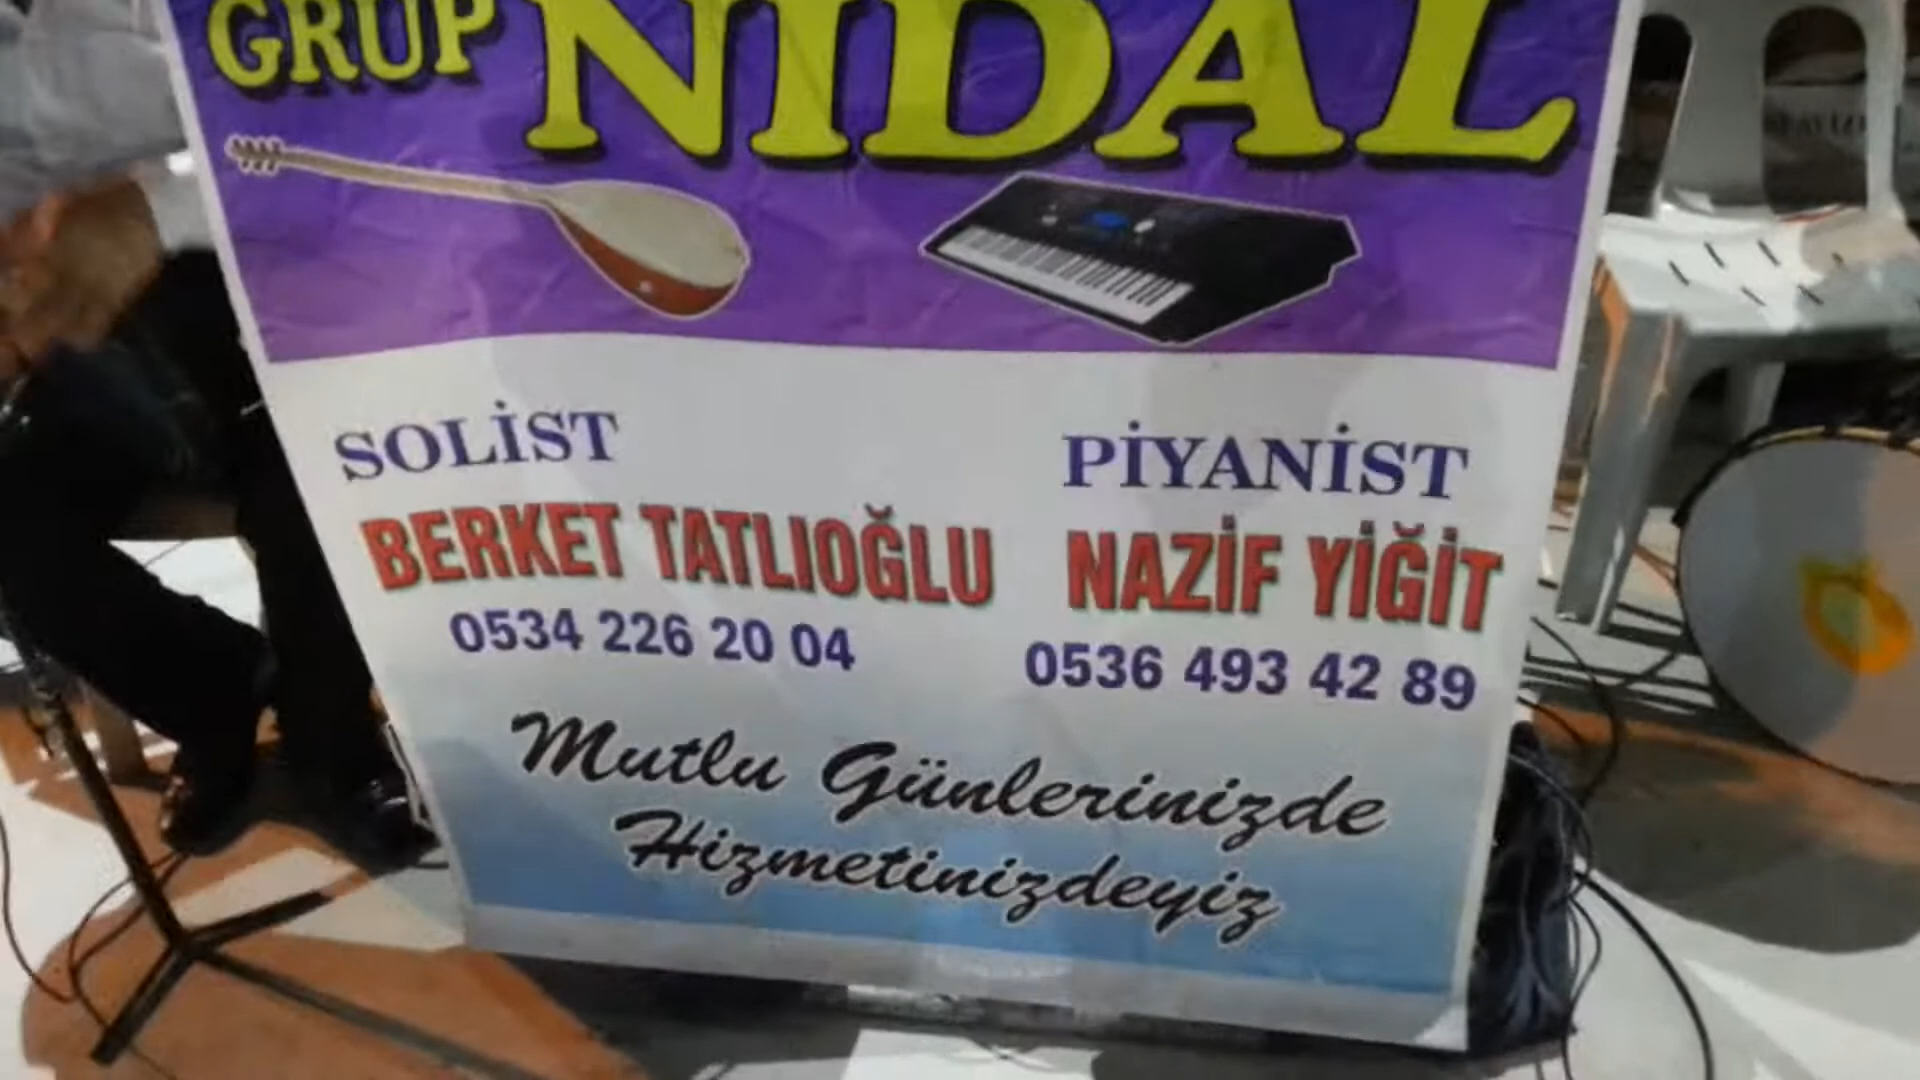 GRUP NIDAL
SOLİST
BERKET TATLIOĞLU
0534 226 20 04
PİYANİST
NAZİF YİĞİT
0536 493 42 89
Mutlu Günlerinizde
Hizmetinizdeyiz